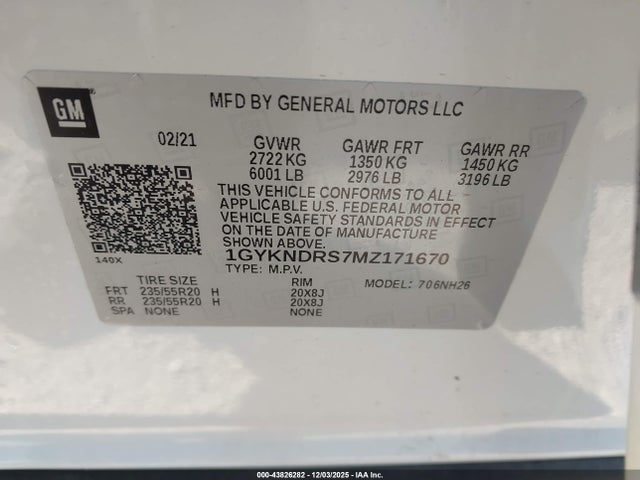 GM
MFD BY GENERAL MOTORS LLC
02/21 GVWR GAWR FRT GAWR RR
2722 KG 1350 KG 1450 KG
6001 LB 2976 LB 3196 LB
THIS VEHICLE CONFORMS TO ALL
APPLICABLE U.S. FEDERAL MOTOR
VEHICLE SAFETY STANDARDS IN EFFECT
ON THE DATE OF MANUFACTURE
SHOWN ABOVE.
140X
1GYKNDRS7MZ171670
TYPE: M.P.V.
TIRE SIZE RIM MODEL: 706NH26
FRT 235/55R20 H 20X8J
RR 235/55R20 H 20X8J
SPA NONE NONE
000-43826282 - 12/03/2025 - IAA Inc.